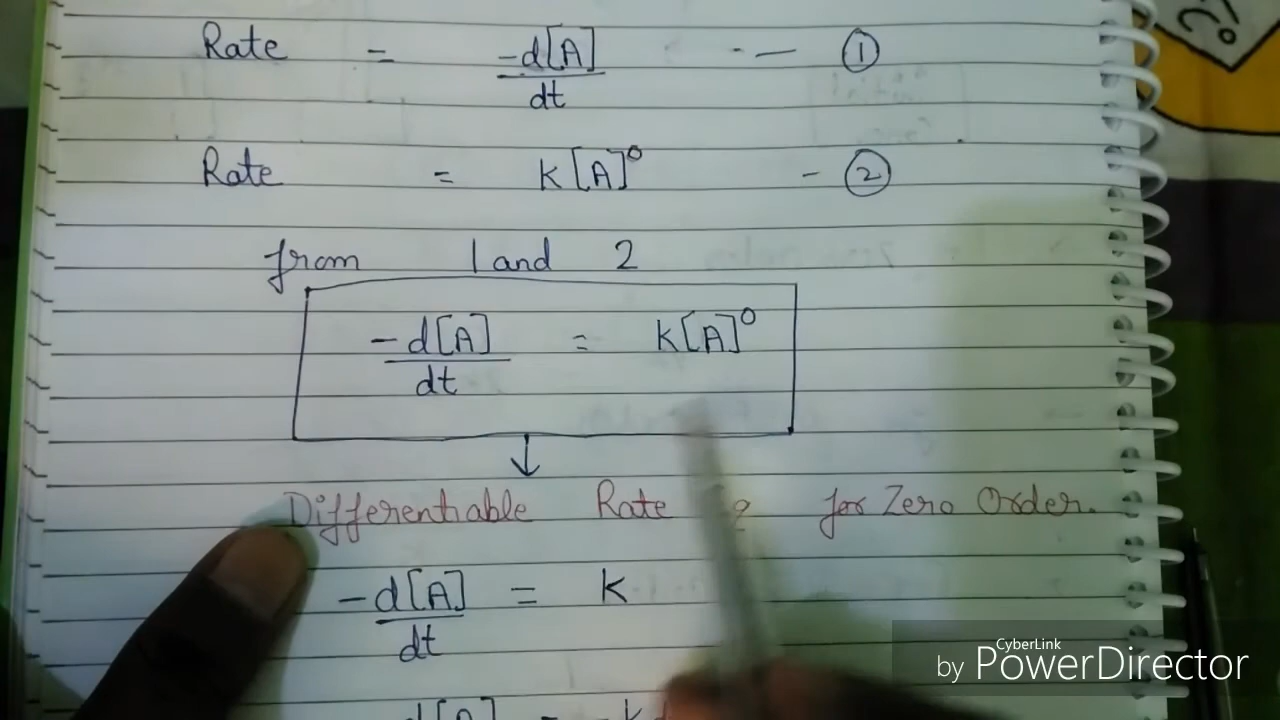 Rate = -d[A]/dt -- ①
Rate = k[A]⁰ - ②
from 1 and 2
-d[A]/dt = k[A]⁰
↓
Differentiable Rate for Zero Order.
-d[A]/dt = k
d[A] = -k
CyberLink
by PowerDirector